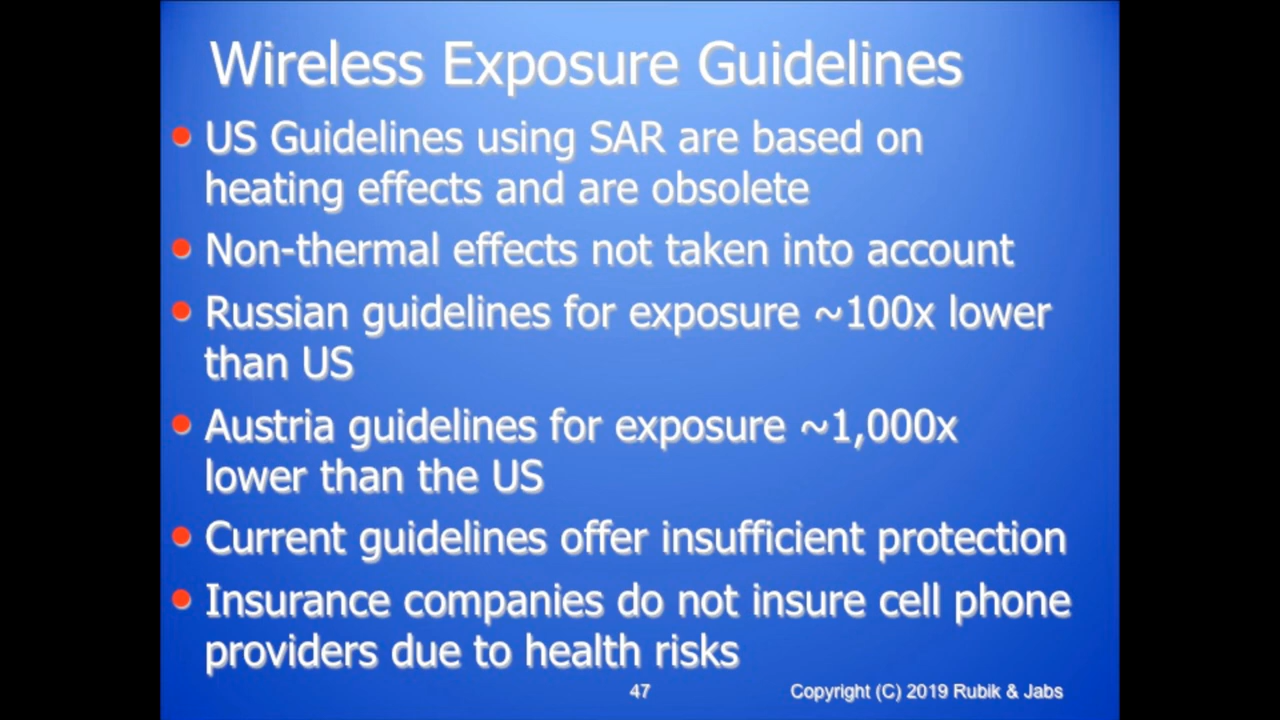 Wireless Exposure Guidelines
• US Guidelines using SAR are based on
heating effects and are obsolete
• Non-thermal effects not taken into account
• Russian guidelines for exposure ~100x lower
than US
• Austria guidelines for exposure ~1,000x
lower than the US
• Current guidelines offer insufficient protection
• Insurance companies do not insure cell phone
providers due to health risks
47 Copyright (C) 2019 Rubik & Jabs